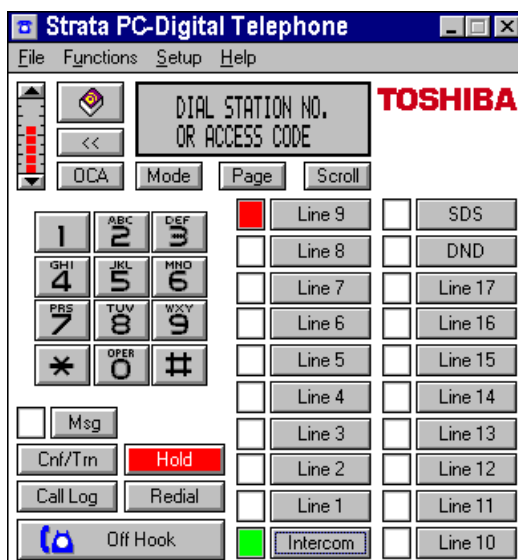 Strata PC-Digital Telephone
File Functions Setup Help
DIAL STATION NO.
OR ACCESS CODE
TOSHIBA
<<
OCA Mode Page Scroll
1 ABC 2 DEF 3
GHI 4 JKL 5 MNO 6
PRS 7 TUV 8 WXY 9
* OPER 0 #
Line 9 SDS
Line 8 DND
Line 7 Line 17
Line 6 Line 16
Line 5 Line 15
Line 4 Line 14
Line 3 Line 13
Line 2 Line 12
Line 1 Line 11
Intercom Line 10
Msg
Cnf/Trn Hold
Call Log Redial
Off Hook